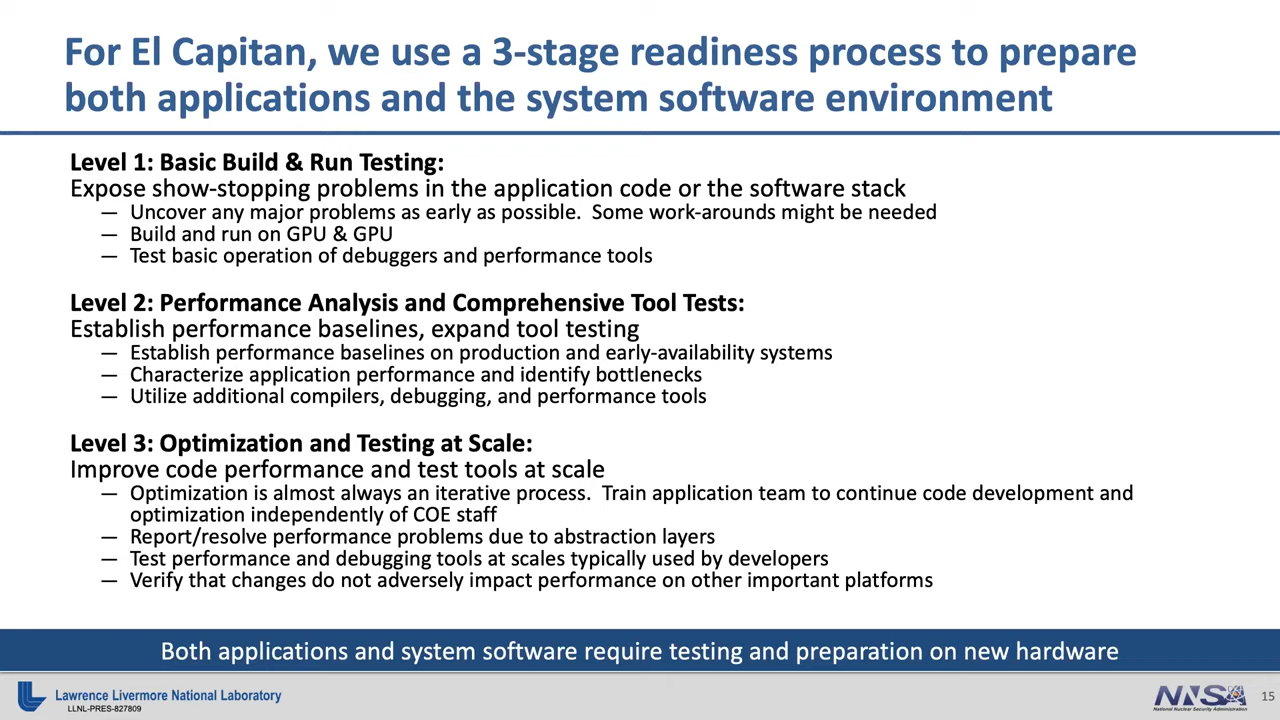 For El Capitan, we use a 3-stage readiness process to prepare
both applications and the system software environment
Level 1: Basic Build & Run Testing:
Expose show-stopping problems in the application code or the software stack
— Uncover any major problems as early as possible.  Some work-arounds might be needed
— Build and run on GPU & GPU
— Test basic operation of debuggers and performance tools
Level 2: Performance Analysis and Comprehensive Tool Tests:
Establish performance baselines, expand tool testing
— Establish performance baselines on production and early-availability systems
— Characterize application performance and identify bottlenecks
— Utilize additional compilers, debugging, and performance tools
Level 3: Optimization and Testing at Scale:
Improve code performance and test tools at scale
— Optimization is almost always an iterative process.  Train application team to continue code development and
optimization independently of COE staff
— Report/resolve performance problems due to abstraction layers
— Test performance and debugging tools at scales typically used by developers
— Verify that changes do not adversely impact performance on other important platforms
Both applications and system software require testing and preparation on new hardware
Lawrence Livermore National Laboratory
LLNL-PRES-827809
NNSA
National Nuclear Security Administration
15